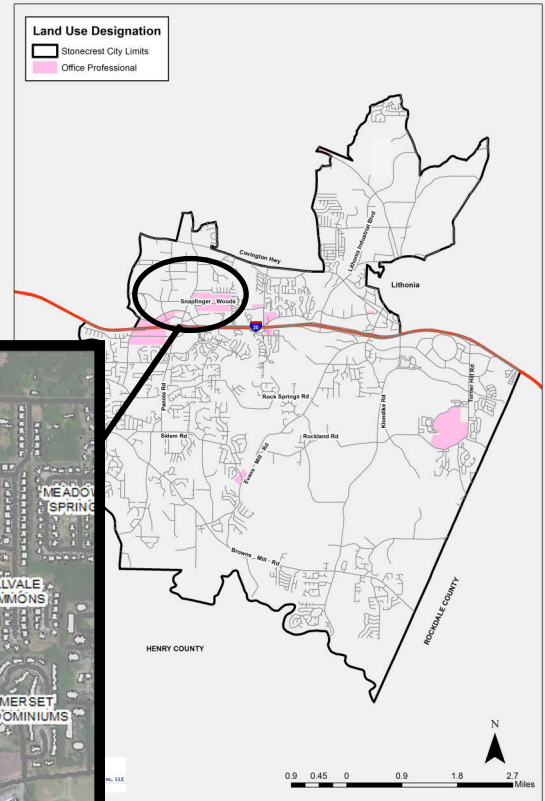 Land Use Designation
Stonecrest City Limits
Office Professional
Covington Hwy
Lithonia Industrial Blvd
Lithonia
Snapfinger Woods
20
Panola Rd
Rock Springs Rd
Klondike Rd
Turner Hill Rd
Salem Rd
Rockland Rd
Evans Mill Rd
Browns Mill Rd
HENRY COUNTY
ROCKDALE COUNTY
MEADOW
SPRING
LVALE
MMONS
MERSET
OMINIUMS
LLC
N
0.9 0.45 0 0.9 1.8 2.7
Miles